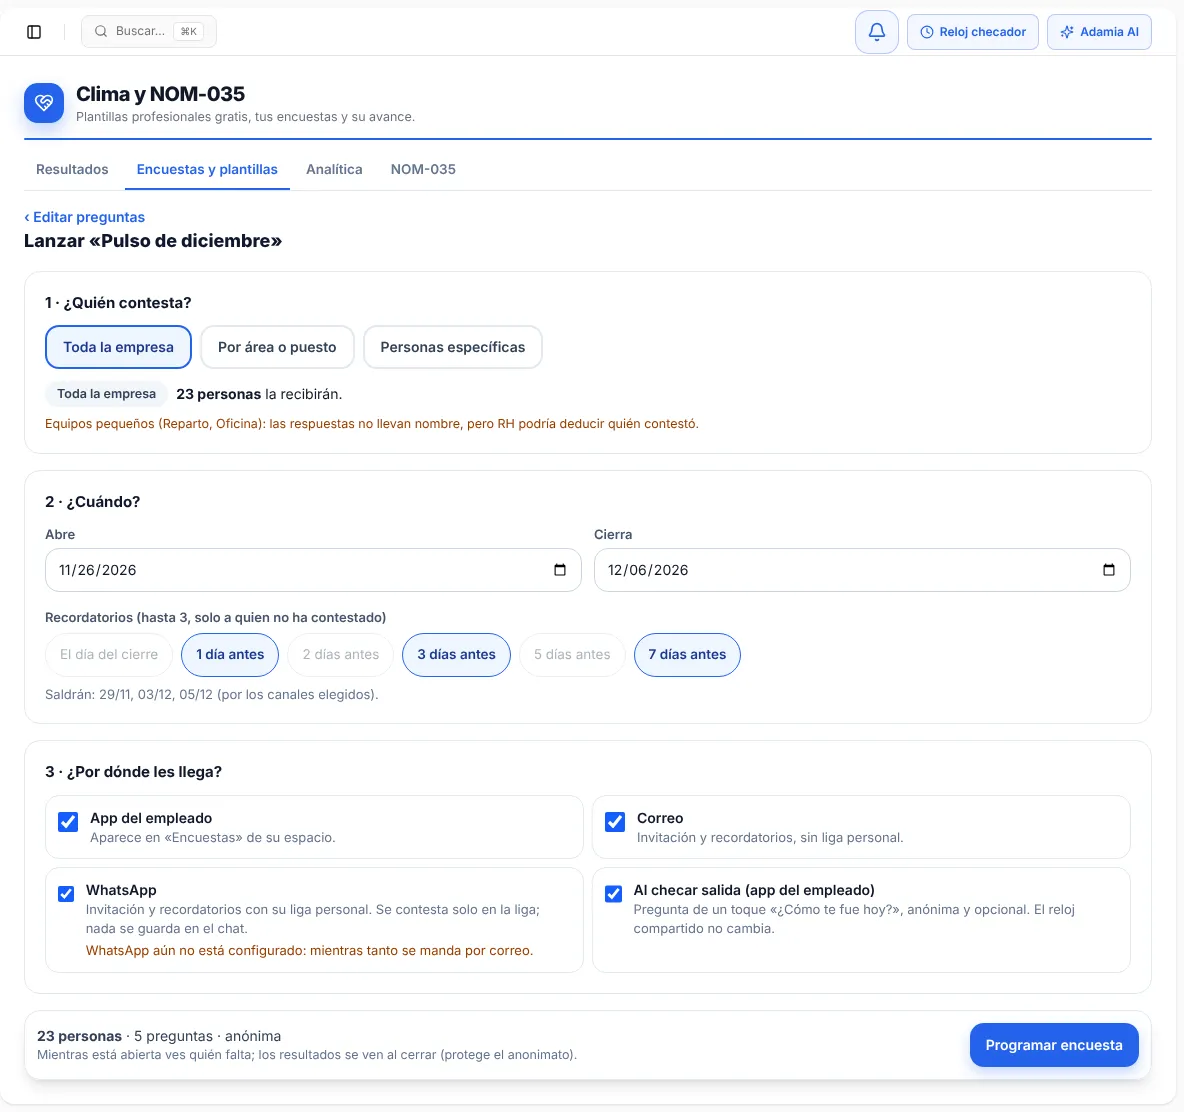 Buscar... ⌘K
Reloj checador
Adamia AI
Clima y NOM-035
Plantillas profesionales gratis, tus encuestas y su avance.
Resultados
Encuestas y plantillas
Analítica
NOM-035
‹ Editar preguntas
Lanzar «Pulso de diciembre»
1 · ¿Quién contesta?
Toda la empresa
Por área o puesto
Personas específicas
Toda la empresa 23 personas la recibirán.
Equipos pequeños (Reparto, Oficina): las respuestas no llevan nombre, pero RH podría deducir quién contestó.
2 · ¿Cuándo?
Abre
11/26/2026
Cierra
12/06/2026
Recordatorios (hasta 3, solo a quien no ha contestado)
El día del cierre
1 día antes
2 días antes
3 días antes
5 días antes
7 días antes
Saldrán: 29/11, 03/12, 05/12 (por los canales elegidos).
3 · ¿Por dónde les llega?
App del empleado
Aparece en «Encuestas» de su espacio.
Correo
Invitación y recordatorios, sin liga personal.
WhatsApp
Invitación y recordatorios con su liga personal. Se contesta solo en la liga;
nada se guarda en el chat.
WhatsApp aún no está configurado: mientras tanto se manda por correo.
Al checar salida (app del empleado)
Pregunta de un toque «¿Cómo te fue hoy?», anónima y opcional. El reloj
compartido no cambia.
23 personas · 5 preguntas · anónima
Mientras está abierta ves quién falta; los resultados se ven al cerrar (protege el anonimato).
Programar encuesta